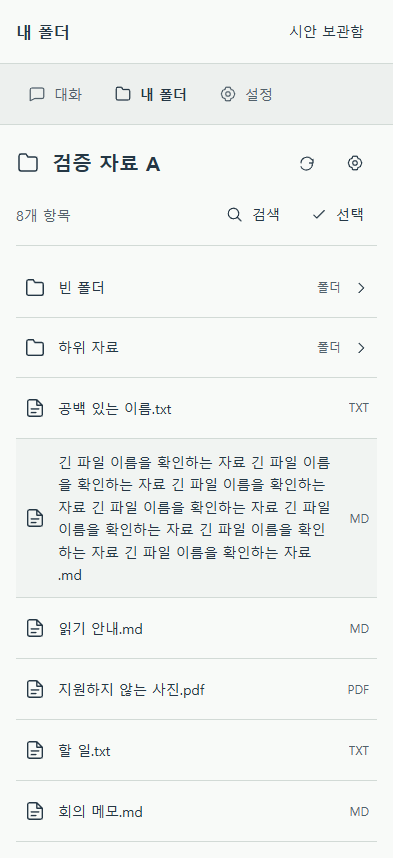 내 폴더
시안 보관함
대화
내 폴더
설정
검증 자료 A
8개 항목
검색
선택
빈 폴더
폴더
하위 자료
폴더
공백 있는 이름.txt
TXT
긴 파일 이름을 확인하는 자료 긴 파일 이름
을 확인하는 자료 긴 파일 이름을 확인하는
자료 긴 파일 이름을 확인하는 자료 긴 파일
이름을 확인하는 자료 긴 파일 이름을 확인
하는 자료 긴 파일 이름을 확인하는 자료
.md
MD
읽기 안내.md
MD
지원하지 않는 사진.pdf
PDF
할 일.txt
TXT
회의 메모.md
MD